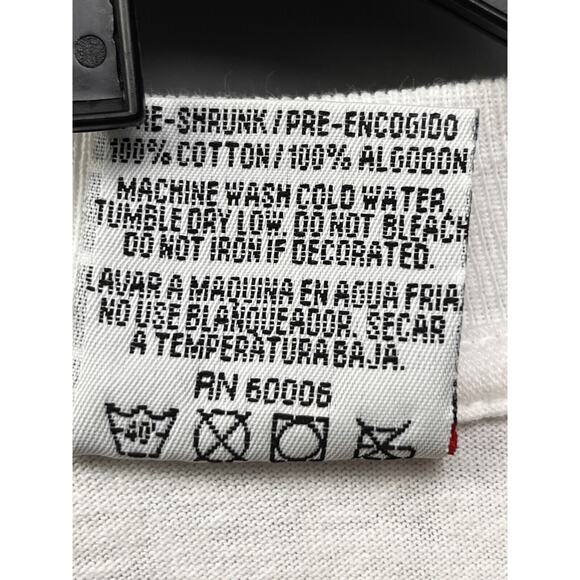 RE-SHRUNK/PRE-ENCOGIDO
100% COTTON/100% ALGODON
MACHINE WASH COLD WATER,
TUMBLE DRY LOW. DO NOT BLEACH
DO NOT IRON IF DECORATED.
LAVAR A MAQUINA EN AGUA FRIA.
NO USE BLANQUEADOR. SECAR
A TEMPERATURA BAJA.
RN 60006
40°